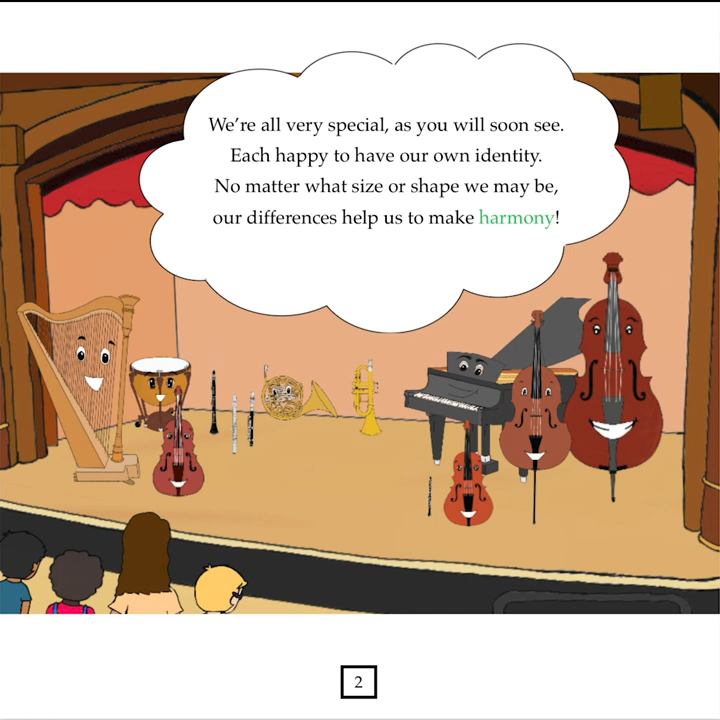 We’re all very special, as you will soon see.
Each happy to have our own identity.
No matter what size or shape we may be,
our differences help us to make harmony!
2